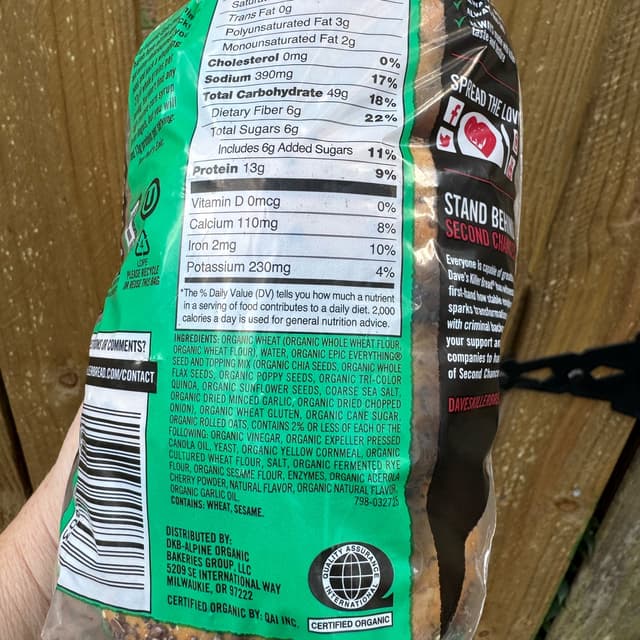 Trans Fat 0g
Polyunsaturated Fat 3g
Monounsaturated Fat 2g
Cholesterol 0mg 0%
Sodium 390mg 17%
Total Carbohydrate 49g 18%
Dietary Fiber 6g 22%
Total Sugars 6g
Includes 6g Added Sugars 11%
Protein 13g 9%
Vitamin D 0mcg 0%
Calcium 110mg 8%
Iron 2mg 10%
Potassium 230mg 4%
*The % Daily Value (DV) tells you how much a nutrient
in a serving of food contributes to a daily diet. 2,000
calories a day is used for general nutrition advice.
INGREDIENTS: ORGANIC WHEAT (ORGANIC WHOLE WHEAT FLOUR,
ORGANIC WHEAT FLOUR), WATER, ORGANIC EPIC EVERYTHING®
SEED AND TOPPING MIX (ORGANIC CHIA SEEDS, ORGANIC WHOLE
FLAX SEEDS, ORGANIC POPPY SEEDS, ORGANIC TRI-COLOR
QUINOA, ORGANIC SUNFLOWER SEEDS, COARSE SEA SALT,
ORGANIC DRIED MINCED GARLIC, ORGANIC DRIED CHOPPED
ONION), ORGANIC WHEAT GLUTEN, ORGANIC CANE SUGAR,
ORGANIC ROLLED OATS, CONTAINS 2% OR LESS OF EACH OF THE
FOLLOWING: ORGANIC VINEGAR, ORGANIC EXPELLER PRESSED
CANOLA OIL, YEAST, ORGANIC YELLOW CORNMEAL, ORGANIC
CULTURED WHEAT FLOUR, SALT, ORGANIC FERMENTED RYE
FLOUR, ORGANIC SESAME FLOUR, ENZYMES, ORGANIC ACEROLA
CHERRY POWDER, NATURAL FLAVOR, ORGANIC NATURAL FLAVOR,
ORGANIC GARLIC OIL.
CONTAINS: WHEAT, SESAME.
798-032725
DISTRIBUTED BY:
DKB-ALPINE ORGANIC
BAKERIES GROUP, LLC
5209 SE INTERNATIONAL WAY
MILWAUKIE, OR 97222
CERTIFIED ORGANIC BY: QAI INC.
QUALITY ASSURANCE
INTERNATIONAL
CERTIFIED ORGANIC
U
4
LDPE
PLEASE RECYCLE
OR REUSE THIS BAG
OR COMMENTS?
.COM/CONTACT
SPREAD THE LOV
STAND BEHIN
SECOND CHAN
Everyone is capable of
Dave's Killer Bread®
first-hand how stable
sparks
with criminal
your support
companies to
of Second Chance
DAVESKILLERBREA